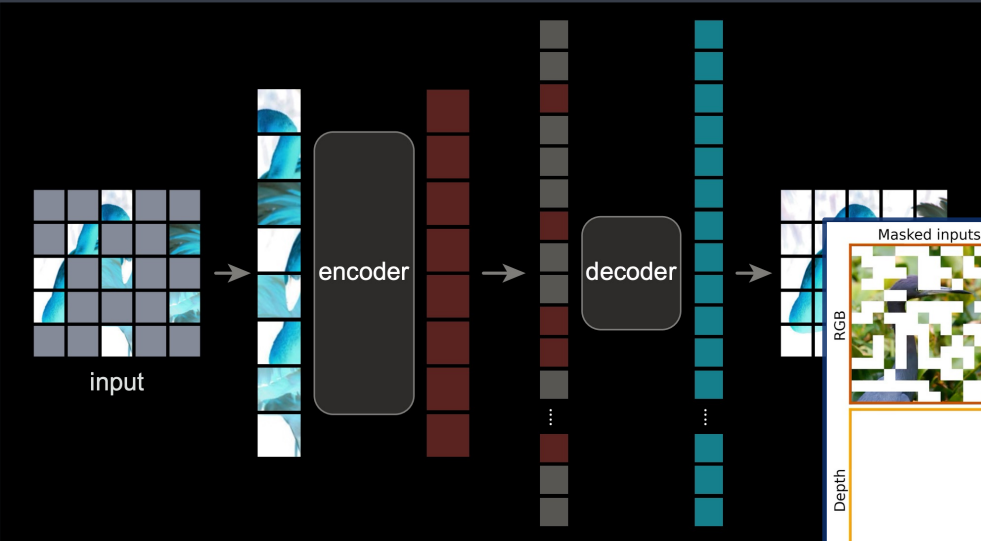 input
encoder
decoder
Masked inputs
RGB
Depth